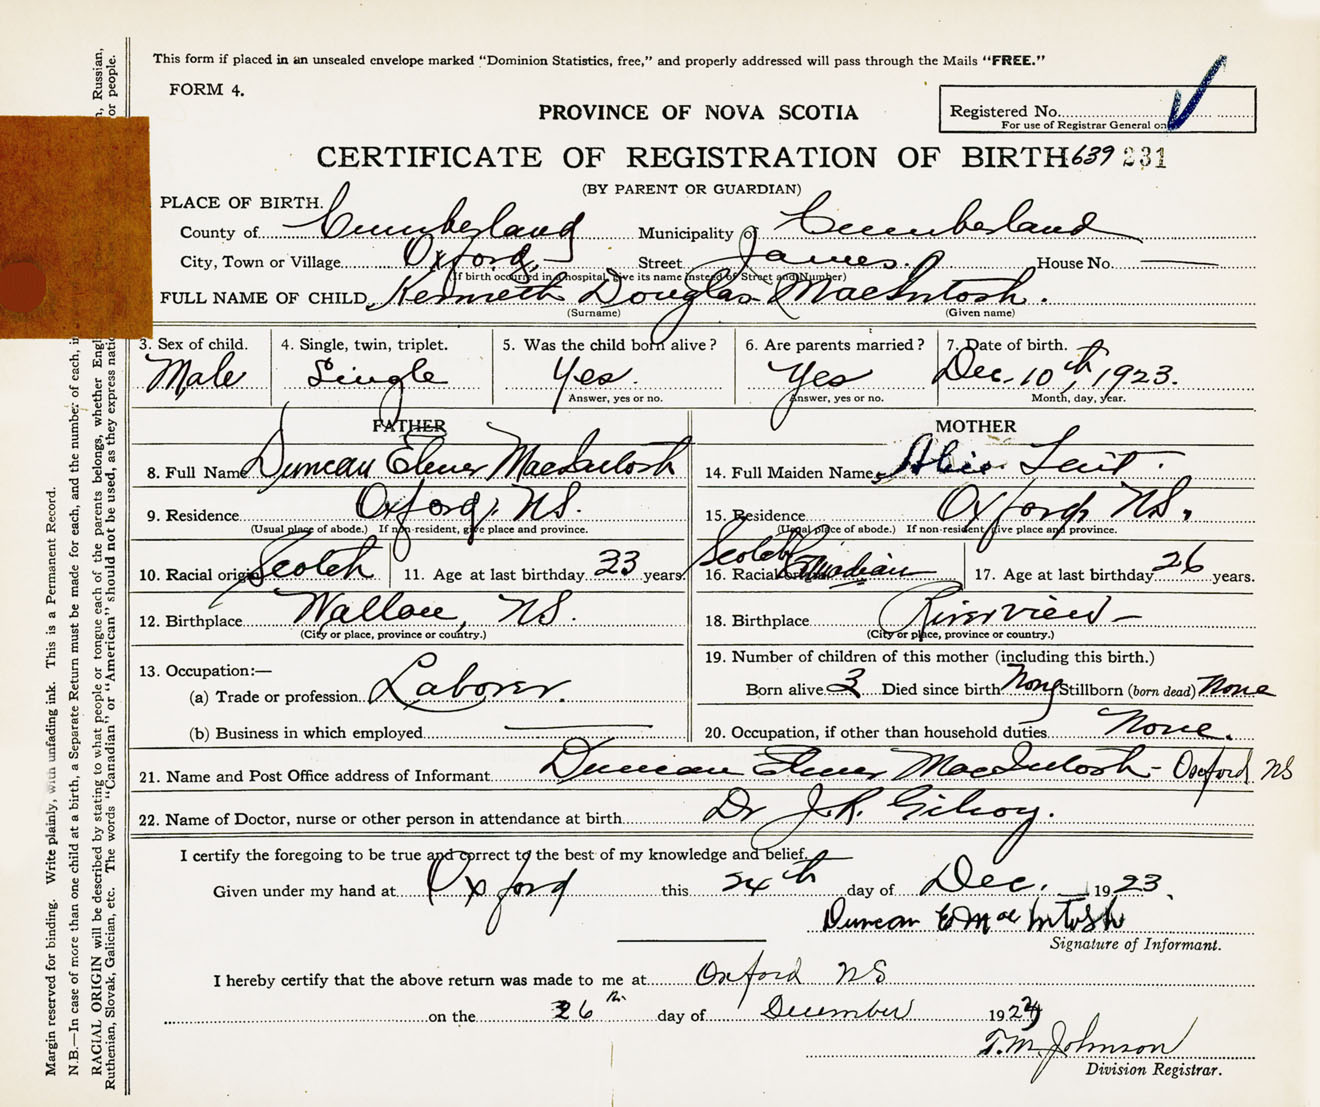 This form if placed in an unsealed envelope marked "Dominion Statistics, free," and properly addressed will pass through the Mails "FREE."
FORM 4.
PROVINCE OF NOVA SCOTIA
Registered No.
For use of Registrar General
CERTIFICATE OF REGISTRATION OF BIRTH 639 231
(BY PARENT OR GUARDIAN)
PLACE OF BIRTH.
County of Cumberland Municipality of Cumberland
City, Town or Village Oxford Street James. House No. —
(If birth occurred in hospital, give its name instead of Street and Number)
FULL NAME OF CHILD Kenneth Douglas MacIntosh.
(Surname) (Given name)
3. Sex of child. 4. Single, twin, triplet. 5. Was the child born alive? 6. Are parents married? 7. Date of birth.
Male Single Yes. Yes Dec. 10th, 1923.
Answer, yes or no. Answer, yes or no. Month, day, year.
FATHER MOTHER
8. Full Name Duncan Elmer MacIntosh 14. Full Maiden Name Alice
9. Residence Oxford, NS. 15. Residence Oxford, NS.
(Usual place of abode.) If non-resident, give place and province. (Usual place of abode.) If non-resident, give place and province.
10. Racial origin Scotch 11. Age at last birthday 33 years. 16. Racial origin Scotch Canadian 17. Age at last birthday 26 years.
12. Birthplace Wallace, NS. 18. Birthplace Riverview —
(City or place, province or country.) (City or place, province or country.)
13. Occupation:— 19. Number of children of this mother (including this birth.)
(a) Trade or profession Laborer. Born alive 3 Died since birth None Stillborn (born dead) None
(b) Business in which employed — 20. Occupation, if other than household duties None.
21. Name and Post Office address of Informant Duncan Elmer MacIntosh - Oxford NS
22. Name of Doctor, nurse or other person in attendance at birth Dr J.R. Gilroy.
I certify the foregoing to be true and correct to the best of my knowledge and belief.
Given under my hand at Oxford this 24th day of Dec. 1923.
Duncan E MacIntosh
Signature of Informant.
I hereby certify that the above return was made to me at Oxford NS
on the 26 day of December 192
T.M. Johnson
Division Registrar.
Margin reserved for binding. Write plainly, with unfading ink. This is a Permanent Record.
N.B.—In case of more than one child at a birth, a Separate Return must be made for each, and the number of each, in
RACIAL ORIGIN will be described by stating to what people or tongue each of the parents belongs, whether Russian,
Ruthenian, Slovak, Galician, etc. The words "Canadian" or "American" should not be used, as they express or people.